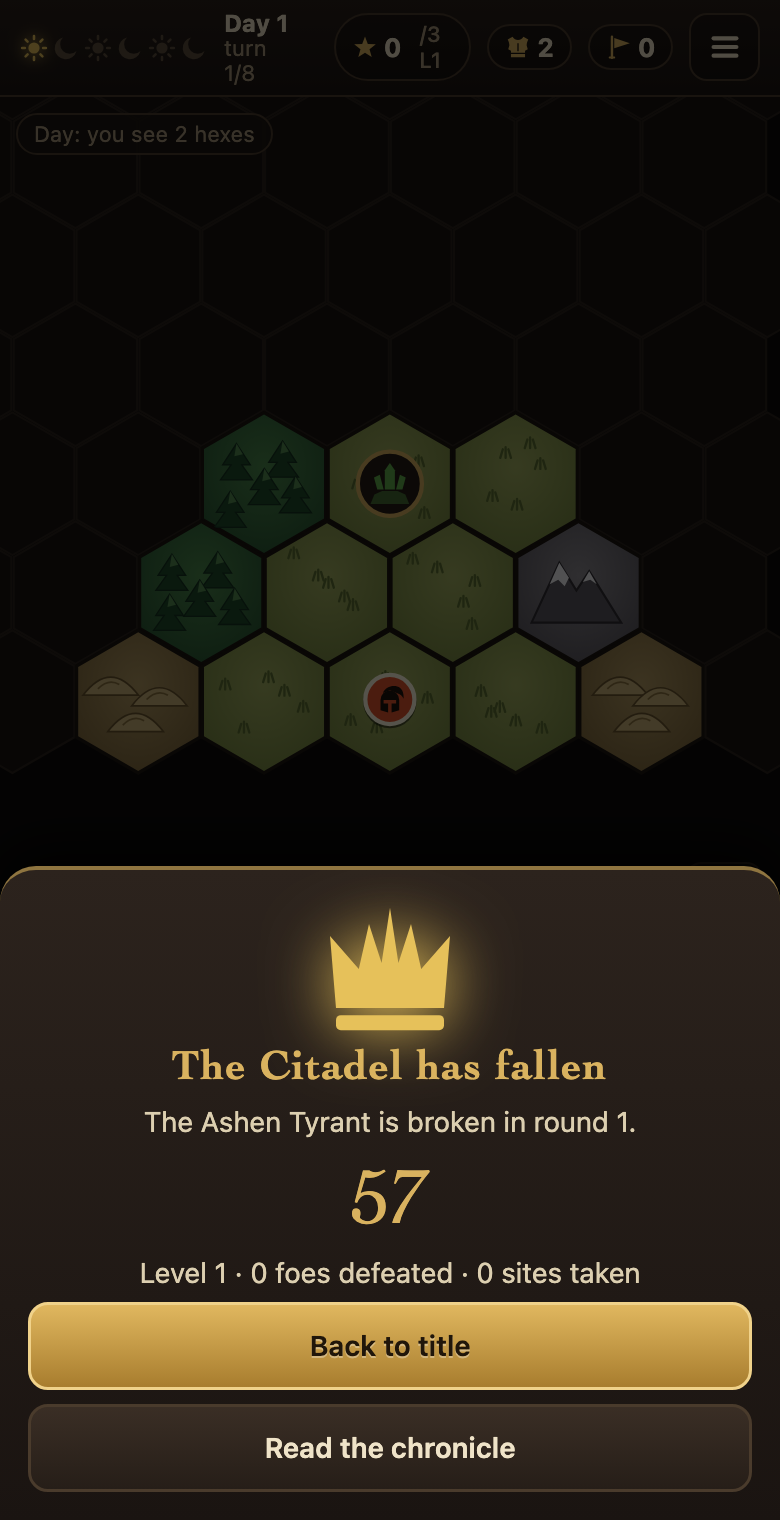 Day 1
turn
1/8
0
/3
L1
2
0
Day: you see 2 hexes
The Citadel has fallen
The Ashen Tyrant is broken in round 1.
57
Level 1 · 0 foes defeated · 0 sites taken
Back to title
Read the chronicle